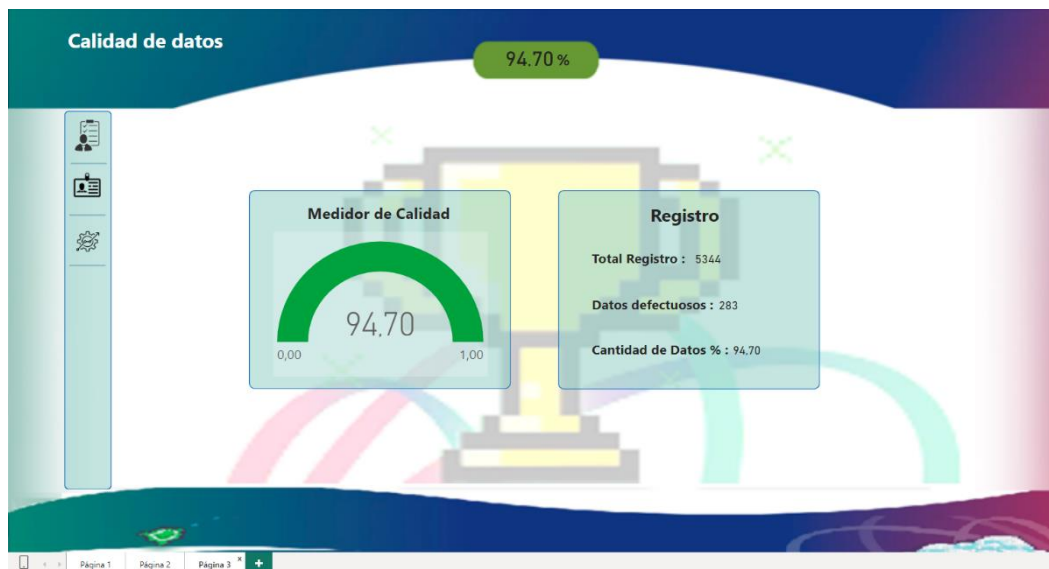 Calidad de datos
94.70 %
Medidor de Calidad
94,70
0,00
1,00
Registro
Total Registro : 5344
Datos defectuosos : 283
Cantidad de Datos % : 94,70
Página 1
Página 2
Página 3